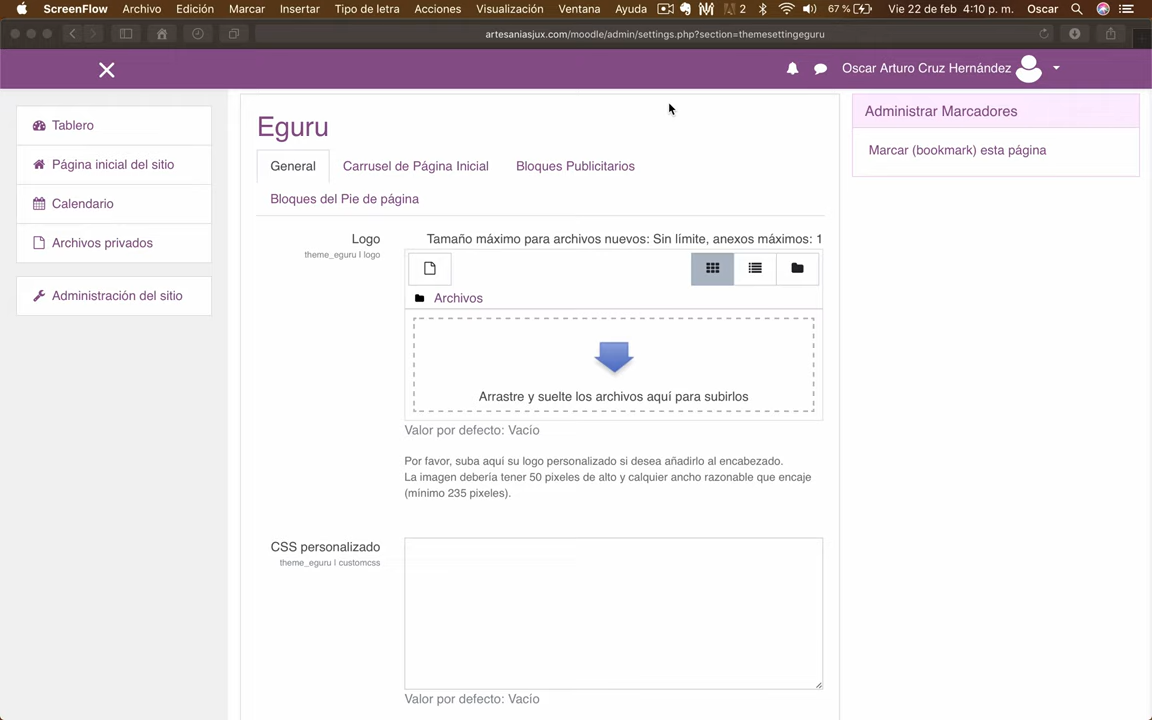 ScreenFlow Archivo Edición Marcar Insertar Tipo de letra Acciones Visualización Ventana Ayuda 2 67 % Vie 22 de feb 4:10 p. m. Oscar
artesaniasjux.com/moodle/admin/settings.php?section=themesettingeguru
Oscar Arturo Cruz Hernández
Tablero
Página inicial del sitio
Calendario
Archivos privados
Administración del sitio
Eguru
General Carrusel de Página Inicial Bloques Publicitarios
Bloques del Pie de página
Logo
theme_eguru | logo
Tamaño máximo para archivos nuevos: Sin límite, anexos máximos: 1
Archivos
Arrastre y suelte los archivos aquí para subirlos
Valor por defecto: Vacío
Por favor, suba aquí su logo personalizado si desea añadirlo al encabezado.
La imagen debería tener 50 pixeles de alto y calquier ancho razonable que encaje
(mínimo 235 pixeles).
CSS personalizado
theme_eguru | customcss
Valor por defecto: Vacío
Administrar Marcadores
Marcar (bookmark) esta página